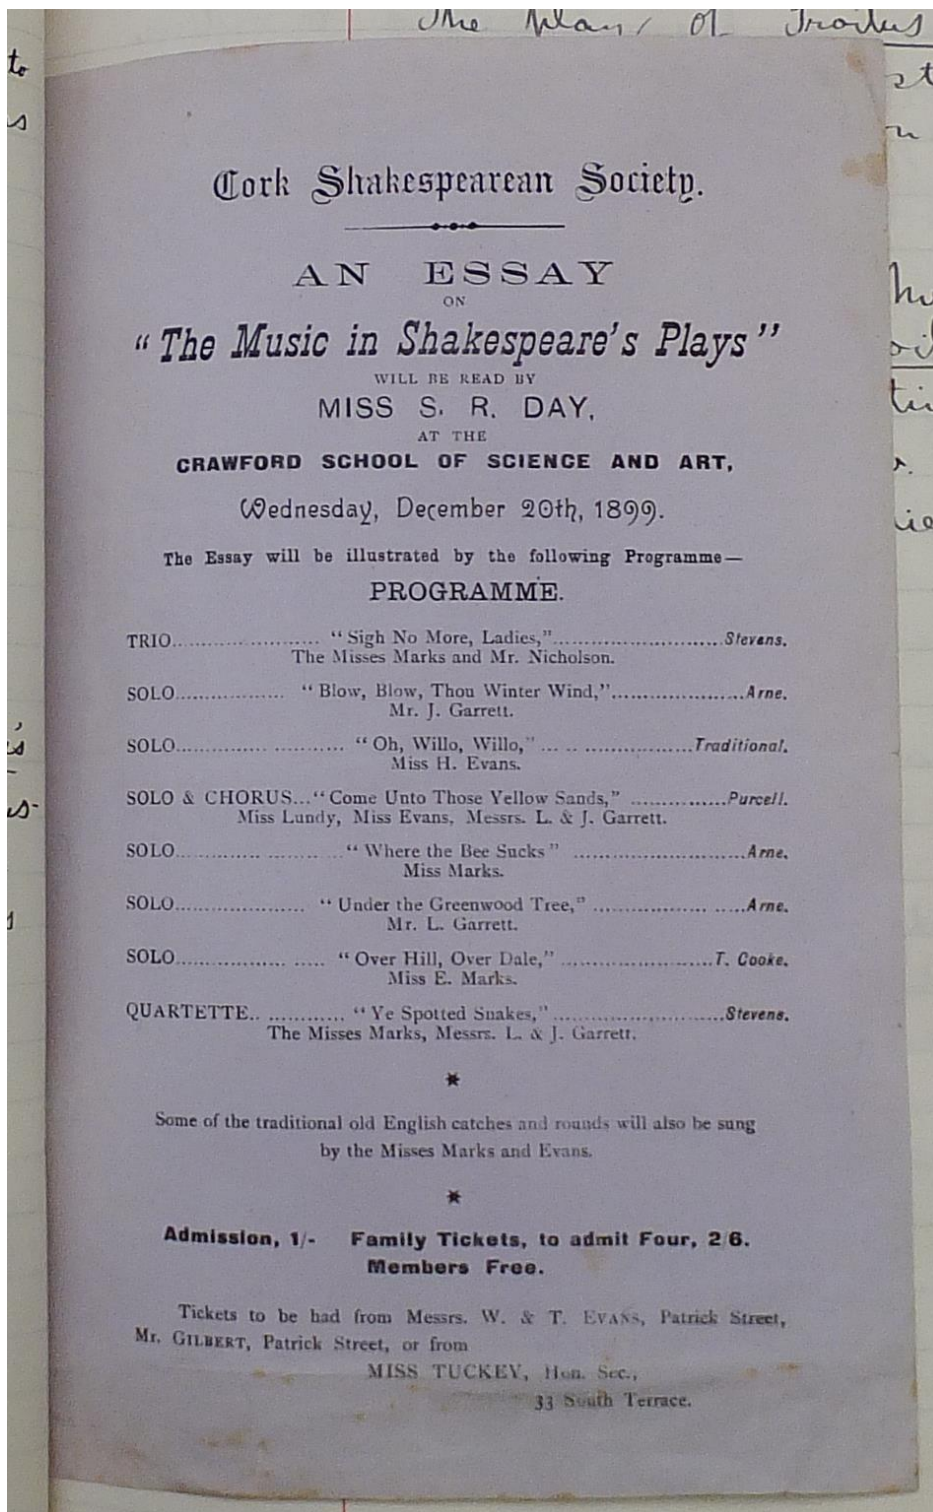 The plays of Troilus
to
Cork Shakespearean Society.
AN ESSAY
ON
“The Music in Shakespeare's Plays”
WILL BE READ BY
MISS S. R. DAY,
AT THE
CRAWFORD SCHOOL OF SCIENCE AND ART,
Wednesday, December 20th, 1899.
The Essay will be illustrated by the following Programme—
PROGRAMME.
TRIO........................ “Sigh No More, Ladies,”............................Stevens.
The Misses Marks and Mr. Nicholson.
SOLO.................. “Blow, Blow, Thou Winter Wind,”......................Arne.
Mr. J. Garrett.
SOLO.............. ............ “Oh, Willo, Willo,” ... .. ..................Traditional.
Miss H. Evans.
SOLO & CHORUS...“Come Unto Those Yellow Sands,” ................Purcell.
Miss Lundy, Miss Evans, Messrs. L. & J. Garrett.
SOLO............. .............. ...“Where the Bee Sucks” ............................Arne.
Miss Marks.
SOLO..................... “Under the Greenwood Tree,” ................... ......Arne.
Mr. L. Garrett.
SOLO.................. ..... “Over Hill, Over Dale,” .........................T. Cooke.
Miss E. Marks.
QUARTETTE.. ............ “Ye Spotted Snakes,”............................Stevens.
The Misses Marks, Messrs. L. & J. Garrett.
Some of the traditional old English catches and rounds will also be sung
by the Misses Marks and Evans.
Admission, 1/- Family Tickets, to admit Four, 2/6.
Members Free.
Tickets to be had from Messrs. W. & T. EVANS, Patrick Street,
Mr. GILBERT, Patrick Street, or from
MISS TUCKEY, Hon. Sec.,
33 South Terrace.